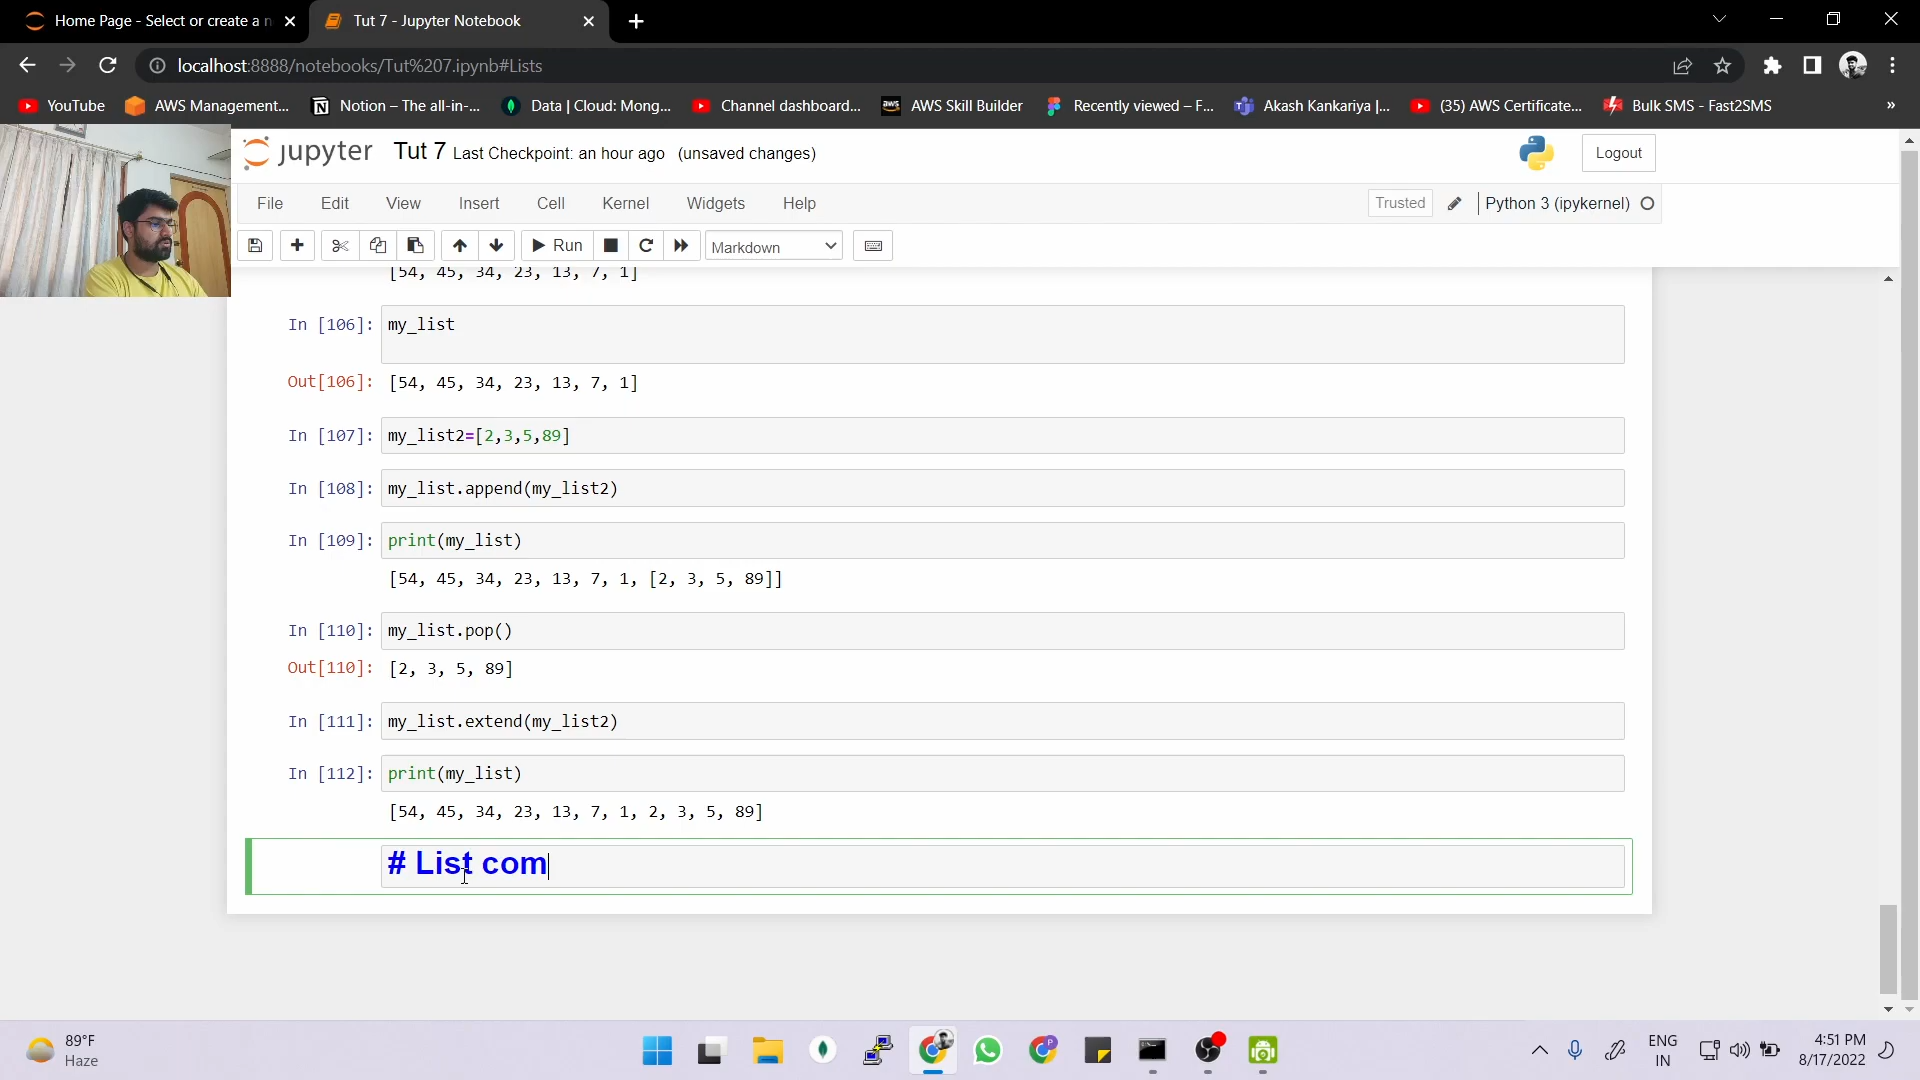 Home Page - Select or create a n
Tut 7 - Jupyter Notebook
localhost:8888/notebooks/Tut%207.ipynb#Lists
YouTube
AWS Management...
Notion – The all-in-...
Data | Cloud: Mong...
Channel dashboard...
AWS Skill Builder
Recently viewed – F...
Akash Kankariya |...
(35) AWS Certificate...
Bulk SMS - Fast2SMS
»
jupyter Tut 7 Last Checkpoint: an hour ago (unsaved changes)
Logout
File Edit View Insert Cell Kernel Widgets Help
Trusted
Python 3 (ipykernel)
Run
Markdown
[54, 45, 34, 23, 13, 7, 1]
In [106]: my_list
Out[106]: [54, 45, 34, 23, 13, 7, 1]
In [107]: my_list2=[2,3,5,89]
In [108]: my_list.append(my_list2)
In [109]: print(my_list)
[54, 45, 34, 23, 13, 7, 1, [2, 3, 5, 89]]
In [110]: my_list.pop()
Out[110]: [2, 3, 5, 89]
In [111]: my_list.extend(my_list2)
In [112]: print(my_list)
[54, 45, 34, 23, 13, 7, 1, 2, 3, 5, 89]
# List com
89°F
Haze
ENG
IN
4:51 PM
8/17/2022